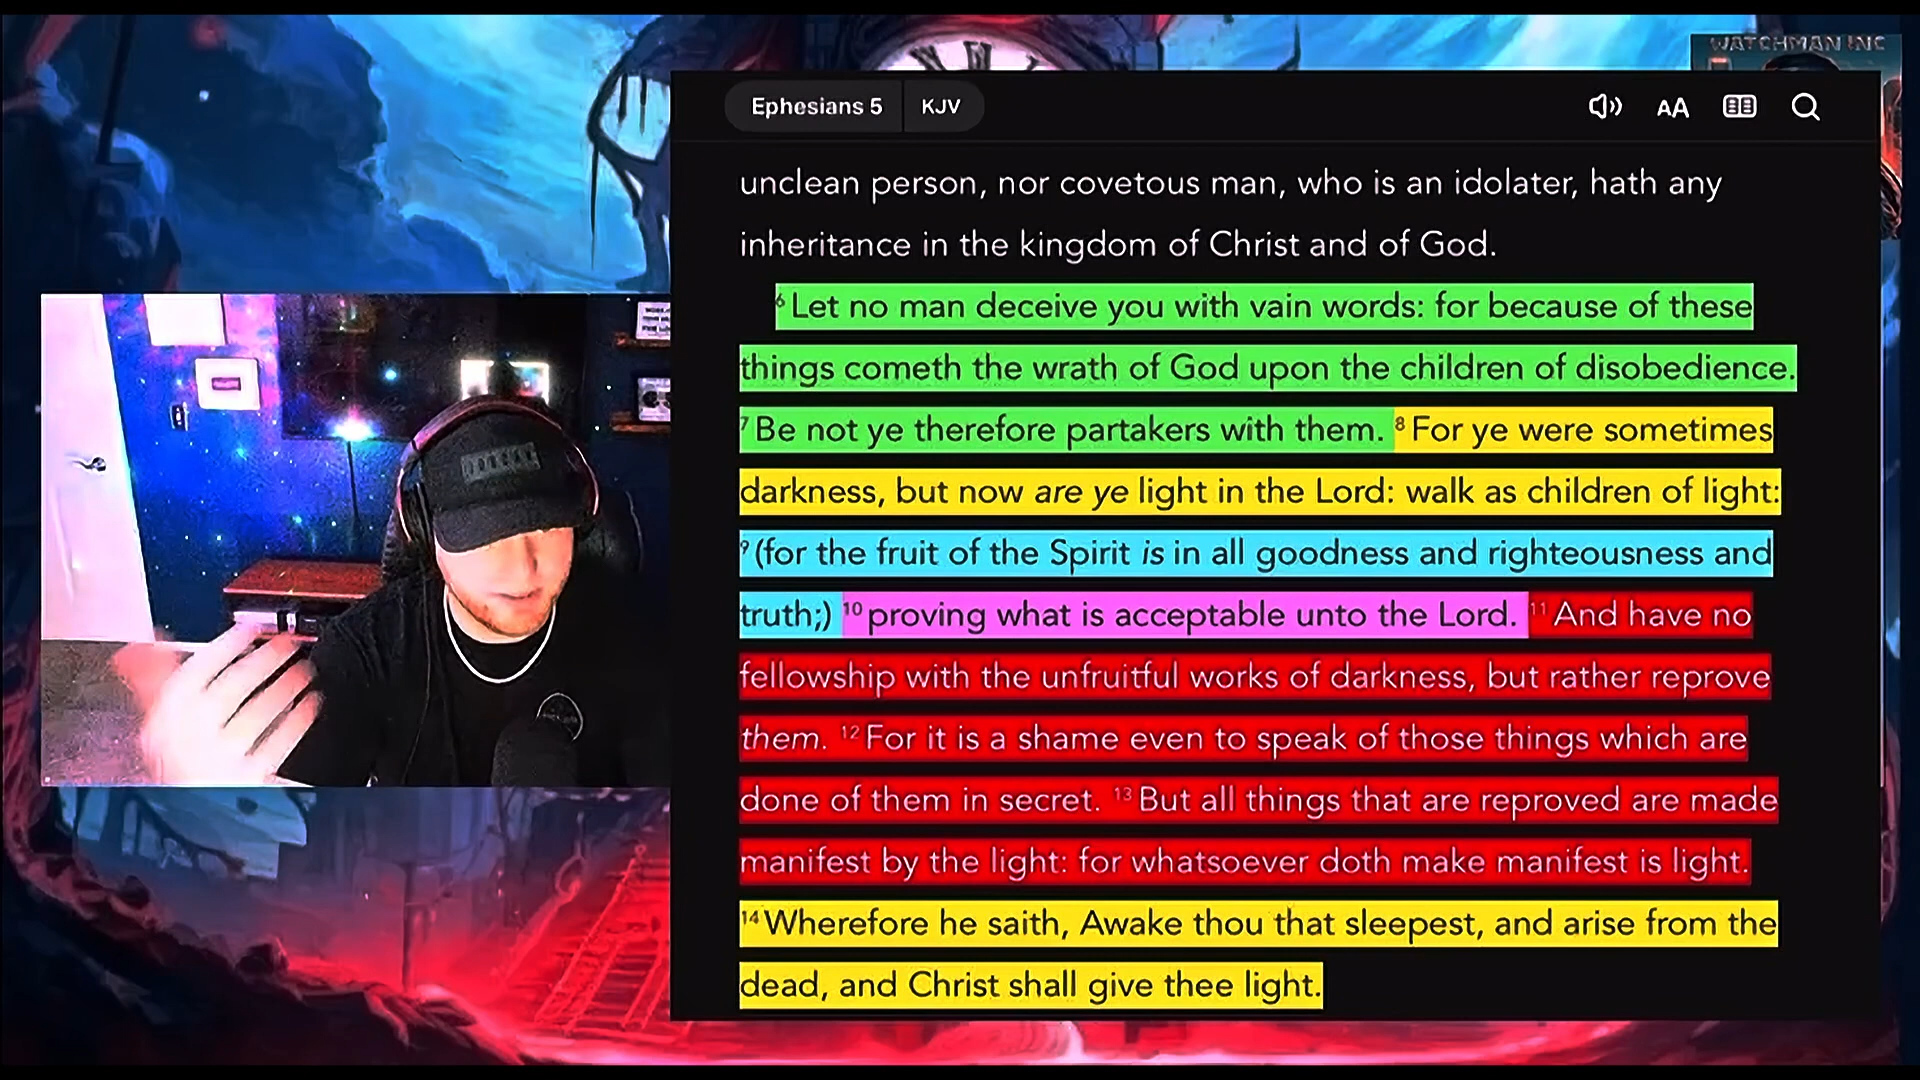 WATCHMAN INC
Ephesians 5 KJV
AA
unclean person, nor covetous man, who is an idolater, hath any
inheritance in the kingdom of Christ and of God.
6 Let no man deceive you with vain words: for because of these
things cometh the wrath of God upon the children of disobedience.
7 Be not ye therefore partakers with them. 8 For ye were sometimes
darkness, but now are ye light in the Lord: walk as children of light:
9 (for the fruit of the Spirit is in all goodness and righteousness and
truth;) 10 proving what is acceptable unto the Lord. 11 And have no
fellowship with the unfruitful works of darkness, but rather reprove
them. 12 For it is a shame even to speak of those things which are
done of them in secret. 13 But all things that are reproved are made
manifest by the light: for whatsoever doth make manifest is light.
14 Wherefore he saith, Awake thou that sleepest, and arise from the
dead, and Christ shall give thee light.